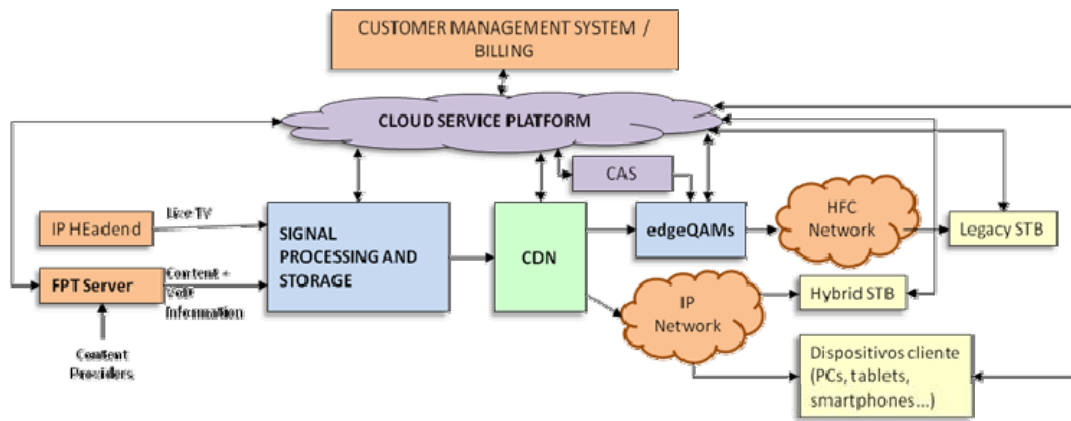 CUSTOMER MANAGEMENT SYSTEM /
BILLING
CLOUD SERVICE PLATFORM
CAS
Live TV
IP HEadend
SIGNAL
PROCESSING AND
STORAGE
CDN
edgeQAMs
HFC
Network
Legacy STB
FPT Server
Content +
VoD
Information
Content
Providers
IP
Network
Hybrid STB
Dispositivos cliente
(PCs, tablets,
smartphones...)